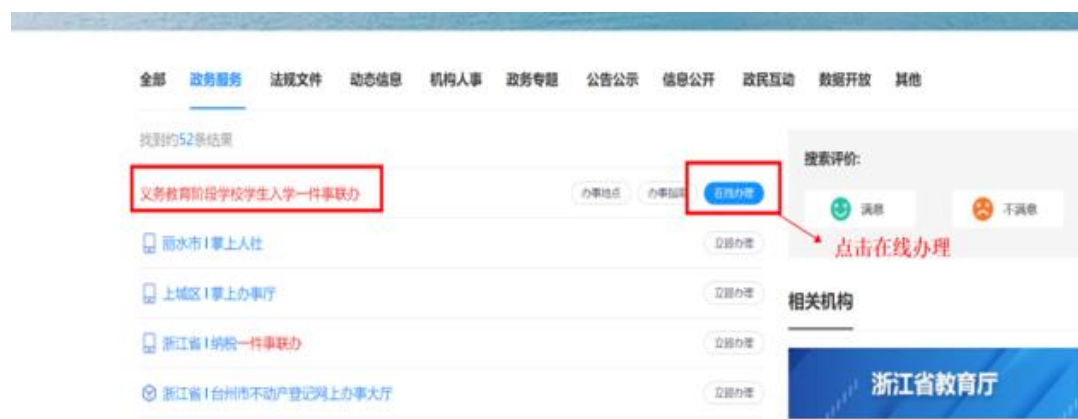 全部 政务服务 法规文件 动态信息 机构人事 政务专题 公告公示 信息公开 政民互动 数据开放 其他
找到约52条结果
义务教育阶段学校学生入学一件事联办 办事地点 办事指南 在线办理
丽水市 | 掌上人社 立即办理
上城区 | 掌上办事厅 立即办理
浙江省 | 纳税一件事联办 立即办理
浙江省 | 台州市不动产登记网上办事大厅 立即办理
搜索评价:
满意 不满意
点击在线办理
相关机构
浙江省教育厅